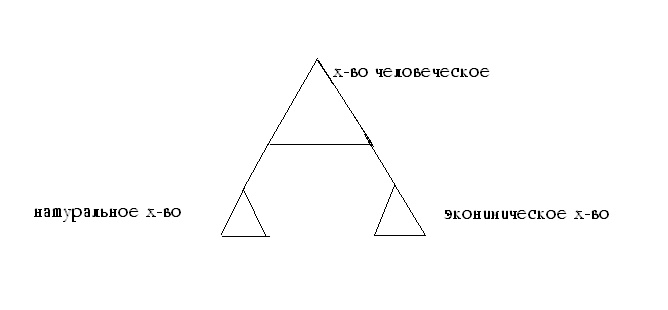 х-во человеческое
натуральное х-во
экономическое х-во